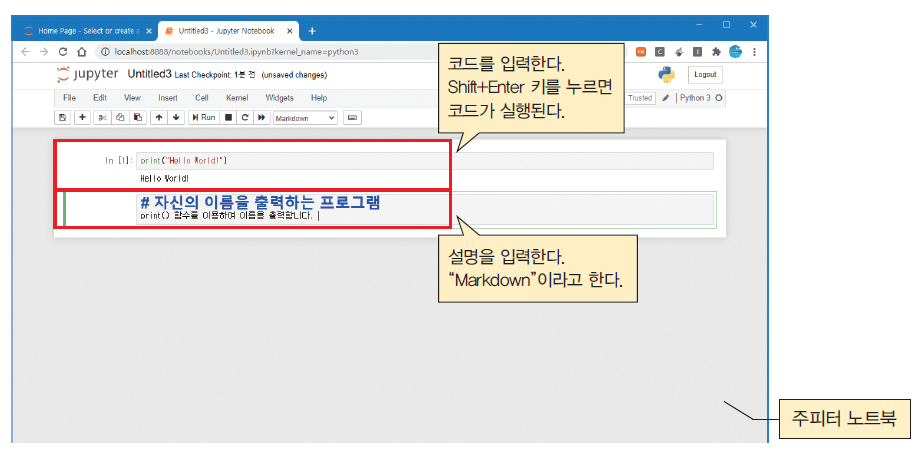 Home Page - Select or create a
Untitled3 - Jupyter Notebook
localhost:8888/notebooks/Untitled3.ipynb?kernel_name=python3
jupyter Untitled3 Last Checkpoint: 1분 전 (unsaved changes)
Logout
File Edit View Insert Cell Kernel Widgets Help
Trusted Python 3
Run Markdown
코드를 입력한다.
Shift+Enter 키를 누르면
코드가 실행된다.
In [1]: print("Hello World!")
Hello World!
# 자신의 이름을 출력하는 프로그램
print() 함수를 이용하여 이름을 출력합니다.
설명을 입력한다.
“Markdown”이라고 한다.
주피터 노트북